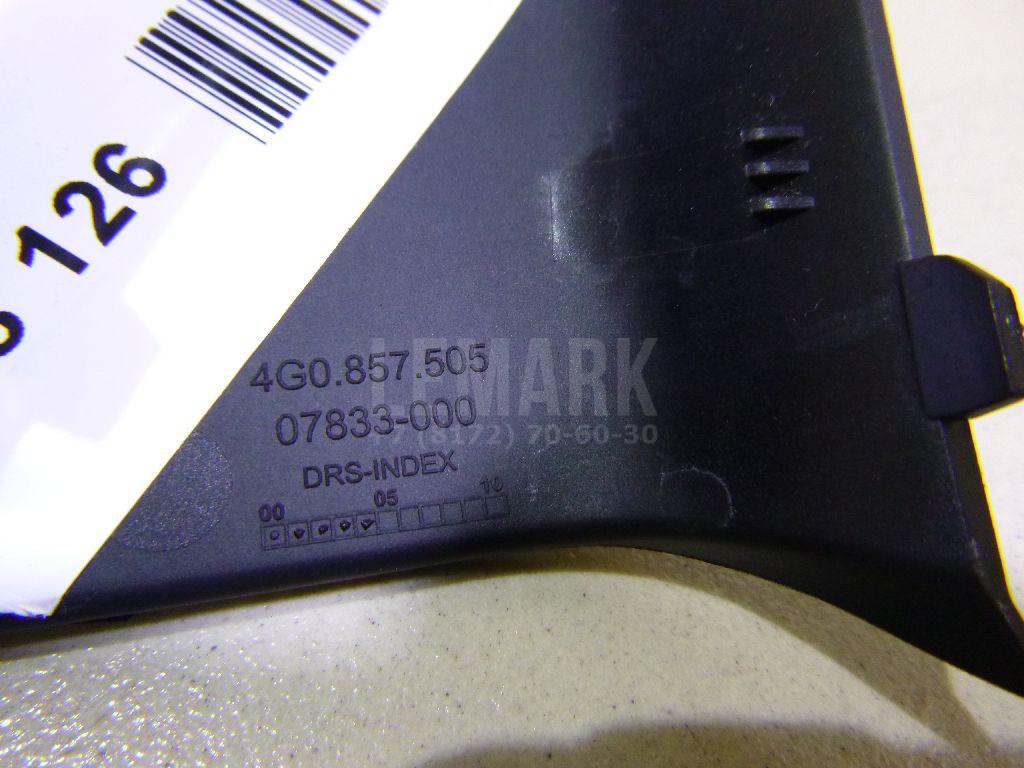 126
4G0.857.505
07833-000
DRS-INDEX
00 05 10
LEMARK
+7 (8172) 70-60-30